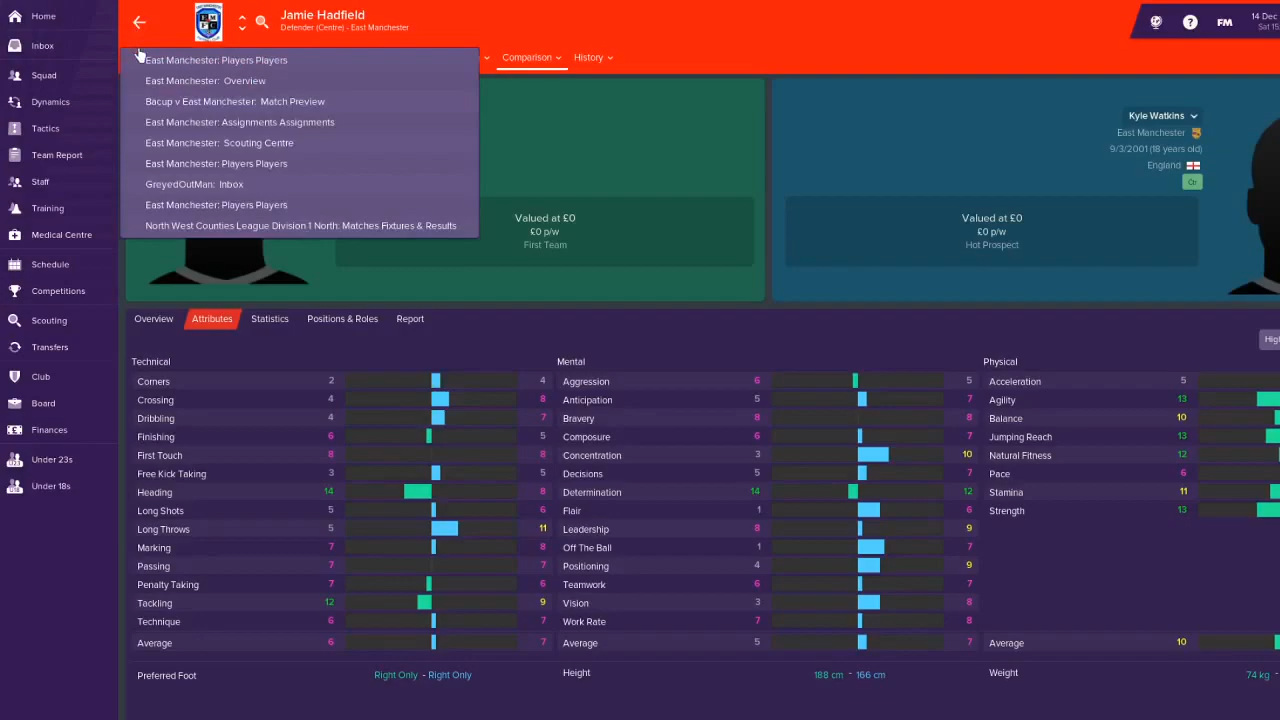 Home
Inbox
Squad
Dynamics
Tactics
Team Report
Staff
Training
Medical Centre
Schedule
Competitions
Scouting
Transfers
Club
Board
Finances
U23
Under 23s
U18
Under 18s
Jamie Hadfield
Defender (Centre) - East Manchester
?
FM
14 Dec
Sat 15
Comparison
History
East Manchester: Players Players
East Manchester: Overview
Bacup v East Manchester: Match Preview
East Manchester: Assignments Assignments
East Manchester: Scouting Centre
East Manchester: Players Players
GreyedOutMan: Inbox
East Manchester: Players Players
North West Counties League Division 1 North: Matches Fixtures & Results
Valued at £0
£0 p/w
First Team
Kyle Watkins
East Manchester
9/3/2001 (18 years old)
England
Co
Valued at £0
£0 p/w
Hot Prospect
Overview Attributes Statistics Positions & Roles Report
High
Technical
Corners 2 4
Crossing 4 8
Dribbling 4 7
Finishing 6 5
First Touch 8 8
Free Kick Taking 3 5
Heading 14 8
Long Shots 5 6
Long Throws 5 11
Marking 7 8
Passing 7 7
Penalty Taking 7 6
Tackling 12 9
Technique 6 7
Average 6 7
Mental
Aggression 6 5
Anticipation 5 7
Bravery 8 8
Composure 6 7
Concentration 3 10
Decisions 5 7
Determination 14 12
Flair 1 6
Leadership 8 9
Off The Ball 1 7
Positioning 4 9
Teamwork 6 7
Vision 3 8
Work Rate 7 8
Average 5 7
Physical
Acceleration 5
Agility 13
Balance 10
Jumping Reach 13
Natural Fitness 12
Pace 6
Stamina 11
Strength 13
Average 10
Preferred Foot Right Only - Right Only
Height 188 cm - 166 cm
Weight 74 kg -